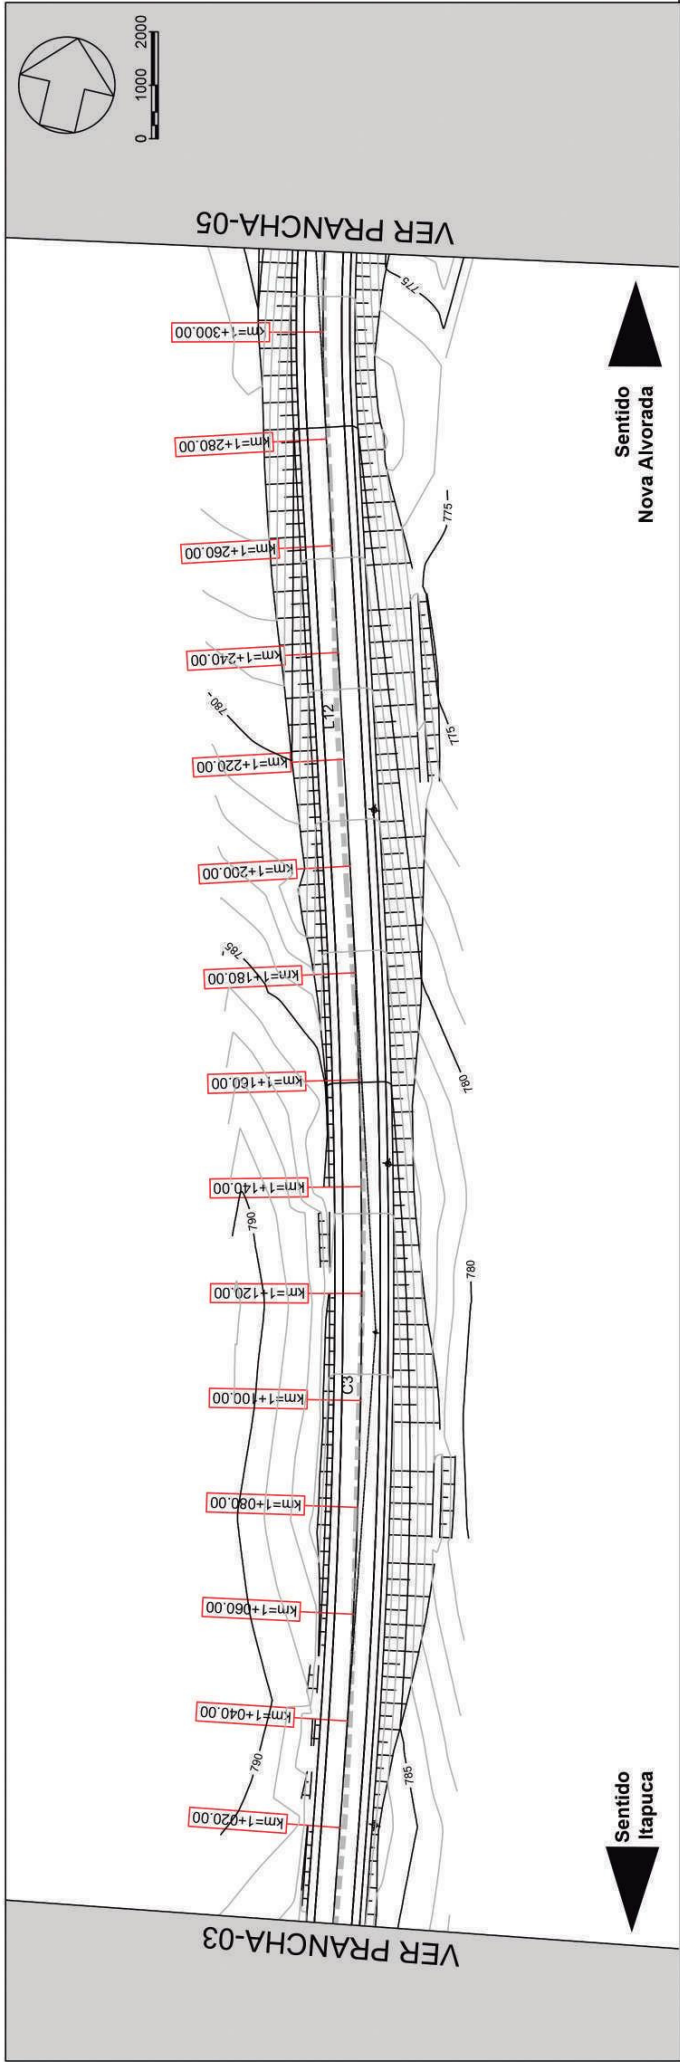 0 1000 2000
VER PRANCHA-05
km=1+300.00
775
km=1+280.00
775
km=1+260.00
km=1+240.00
780
L12
775
km=1+220.00
km=1+200.00
785
km=1+180.00
780
km=1+160.00
km=1+140.00
790
780
km=1+120.00
C3
km=1+100.00
km=1+080.00
km=1+060.00
km=1+040.00
790
785
km=1+020.00
VER PRANCHA-03
Sentido
Nova Alvorada
Sentido
Itapuca